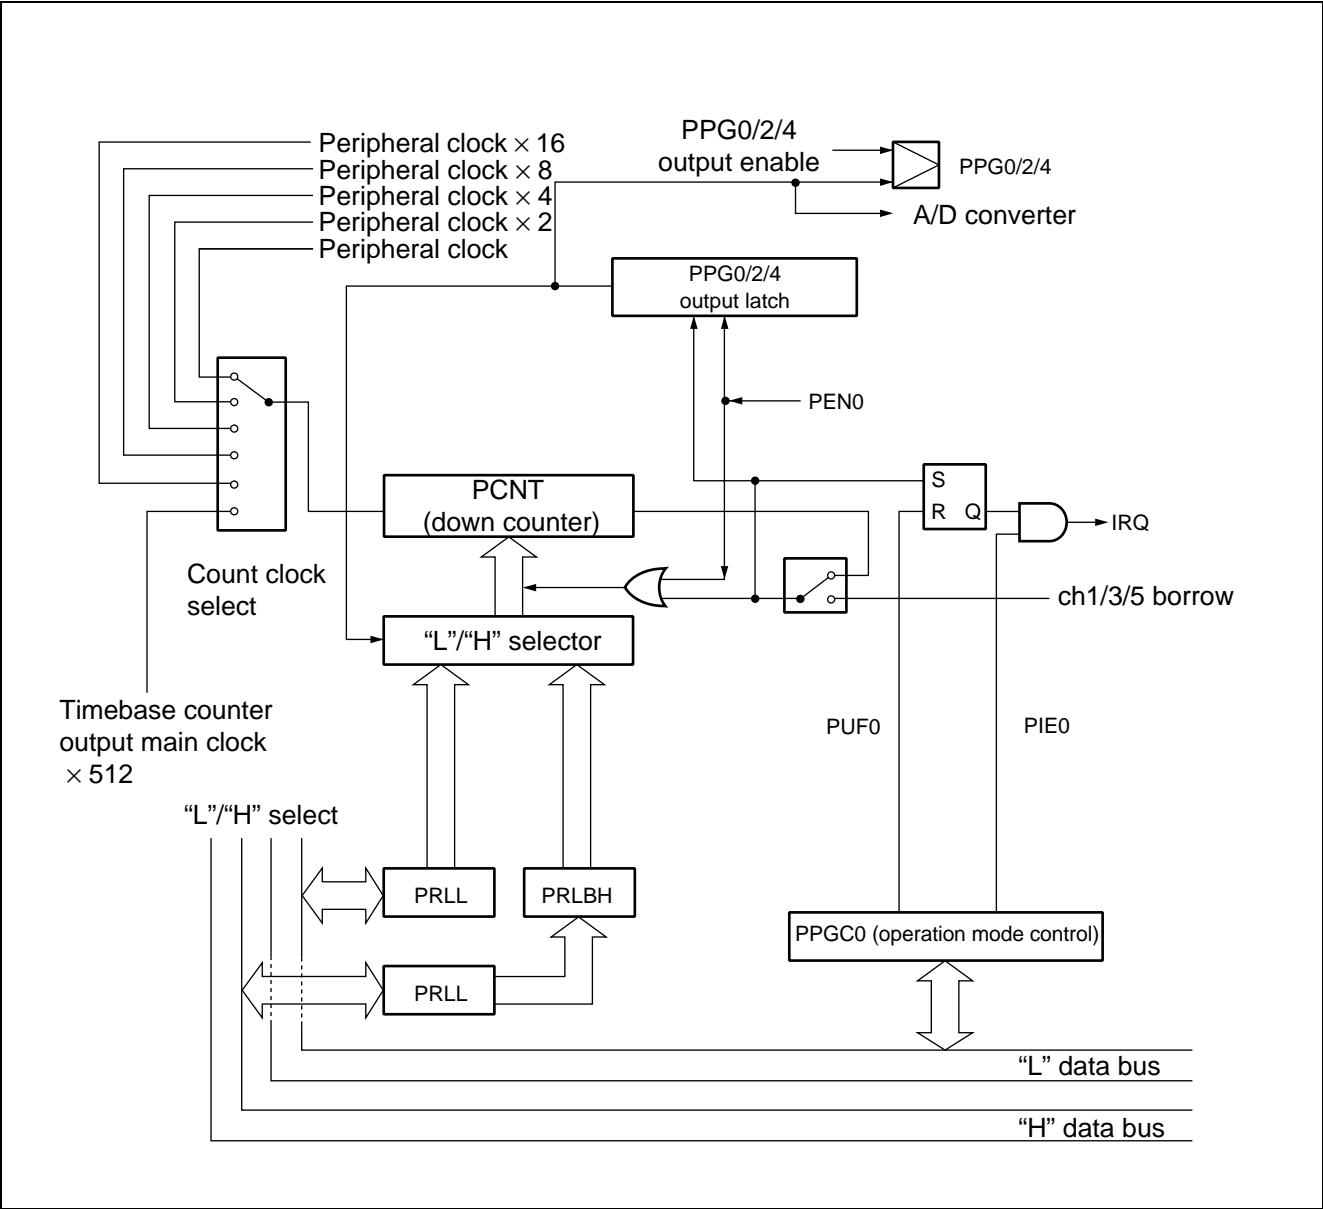 Peripheral clock × 16
Peripheral clock × 8
Peripheral clock × 4
Peripheral clock × 2
Peripheral clock
PPG0/2/4
output enable
PPG0/2/4
A/D converter
PPG0/2/4
output latch
PEN0
PCNT
(down counter)
S
R Q
IRQ
Count clock
select
ch1/3/5 borrow
“L”/“H” selector
Timebase counter
output main clock
× 512
PUF0
PIE0
“L”/“H” select
PRLL
PRLBH
PPGC0 (operation mode control)
PRLL
“L” data bus
“H” data bus